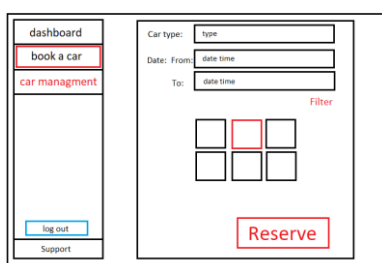 dashboard
book a car
car managment
log out
Support
Car type: type
Date: From: date time
To: date time
Filter
Reserve